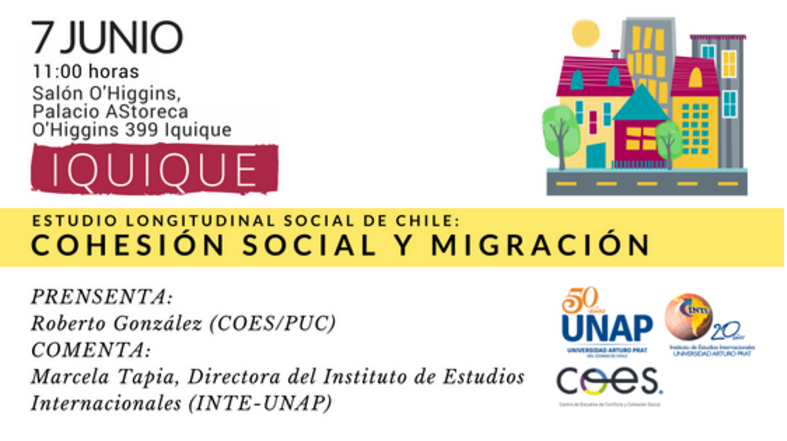 7 JUNIO
11:00 horas
Salón O'Higgins,
Palacio AStoreca
O'Higgins 399 Iquique
IQUIQUE
ESTUDIO LONGITUDINAL SOCIAL DE CHILE:
COHESIÓN SOCIAL Y MIGRACIÓN
PRENSENTA:
Roberto González (COES/PUC)
COMENTA:
Marcela Tapia, Directora del Instituto de Estudios
Internacionales (INTE-UNAP)
50 años
UNAP
UNIVERSIDAD ARTURO PRAT
DEL ESTADO DE CHILE
INTE
20 años
Instituto de Estudios Internacionales
UNIVERSIDAD ARTURO PRAT
coes.
Centro de Estudios de Conflicto y Cohesión Social